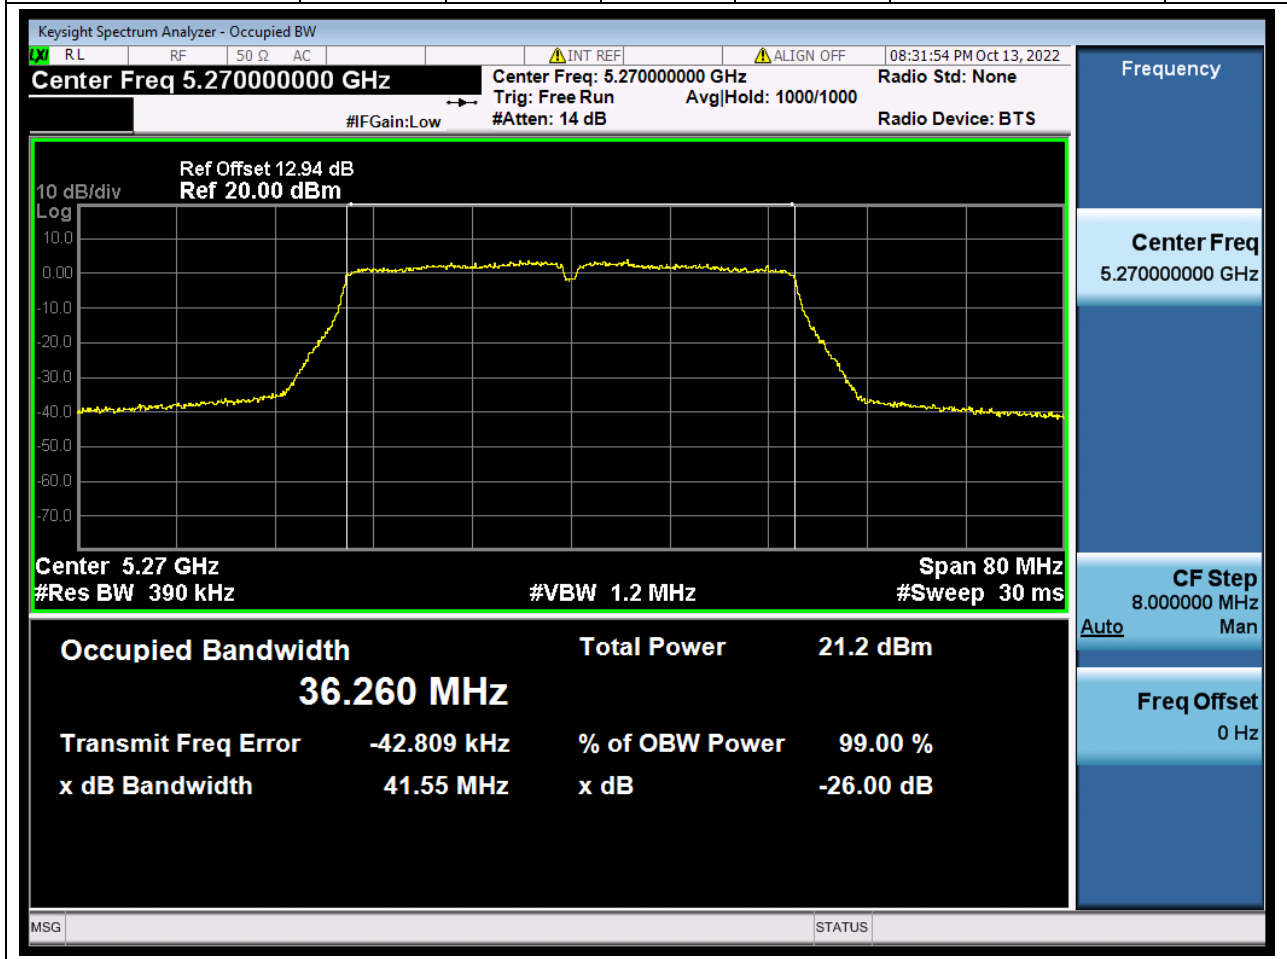 Keysight Spectrum Analyzer - Occupied BW
LXI RL RF 50 Ω AC INT REF ALIGN OFF 08:31:54 PM Oct 13, 2022
Center Freq 5.270000000 GHz
Center Freq: 5.270000000 GHz
Radio Std: None
Trig: Free Run Avg|Hold: 1000/1000
#IFGain:Low
#Atten: 14 dB
Radio Device: BTS
Ref Offset 12.94 dB
10 dB/div Ref 20.00 dBm
Log
10.0
0.00
-10.0
-20.0
-30.0
-40.0
-50.0
-60.0
-70.0
Center 5.27 GHz Span 80 MHz
#Res BW 390 kHz #VBW 1.2 MHz #Sweep 30 ms
Occupied Bandwidth Total Power 21.2 dBm
36.260 MHz
Transmit Freq Error -42.809 kHz % of OBW Power 99.00 %
x dB Bandwidth 41.55 MHz x dB -26.00 dB
Frequency
Center Freq
5.270000000 GHz
CF Step
8.000000 MHz
Auto Man
Freq Offset
0 Hz
MSG STATUS